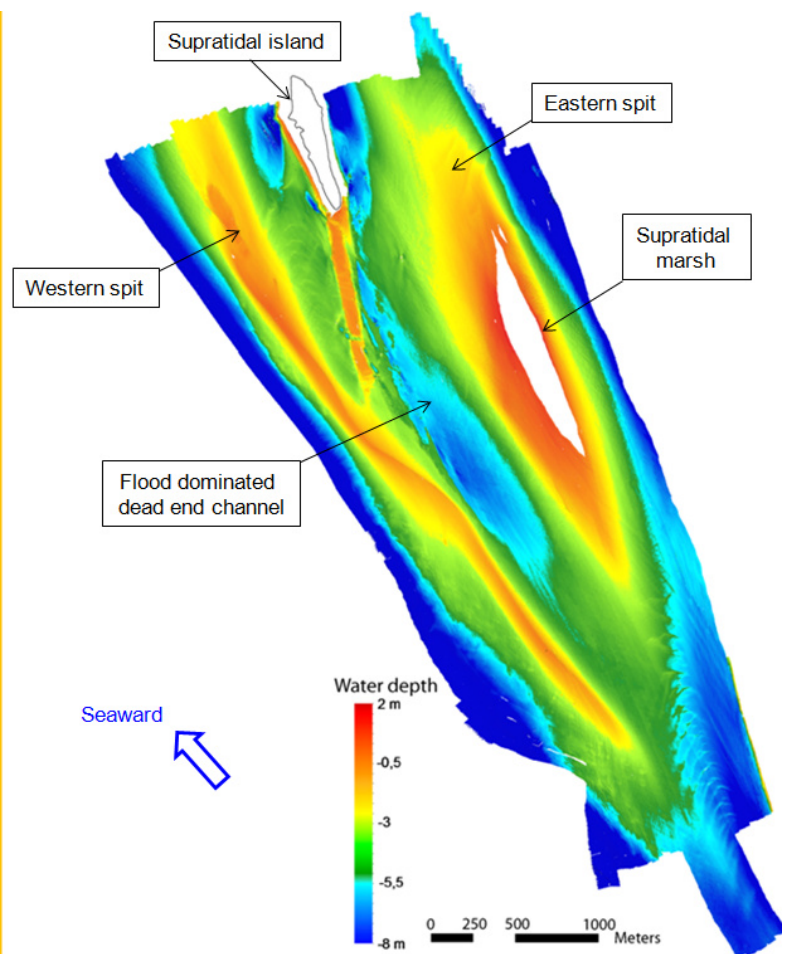 Supratidal island
Eastern spit
Supratidal
marsh
Western spit
Flood dominated
dead end channel
Seaward
Water depth
2 m
-0,5
-3
-5,5
-8 m
0 250 500 1000
Meters